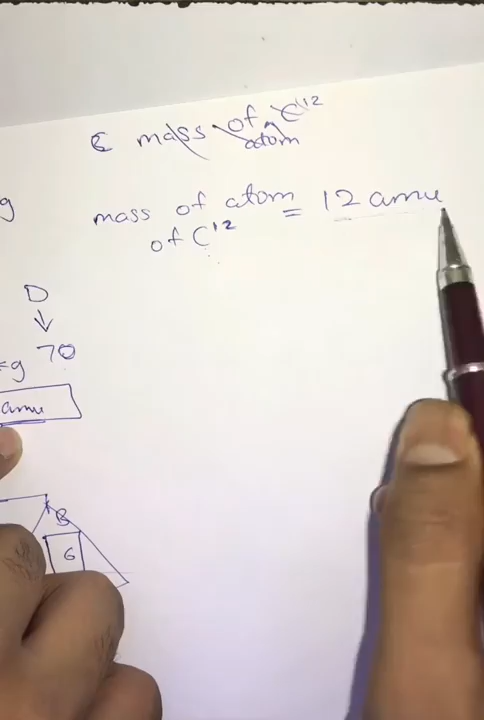 C mass of C¹²
atom
mass of atom = 12 amu
of C¹²
g
D
↓
g 70
amu
B
6